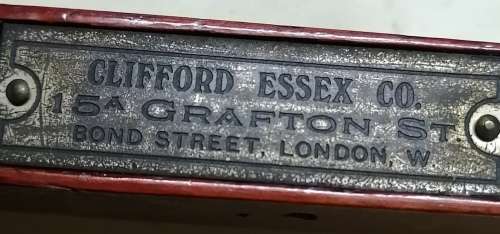 CLIFFORD ESSEX CO.
15A GRAFTON ST.
BOND STREET, LONDON, W.